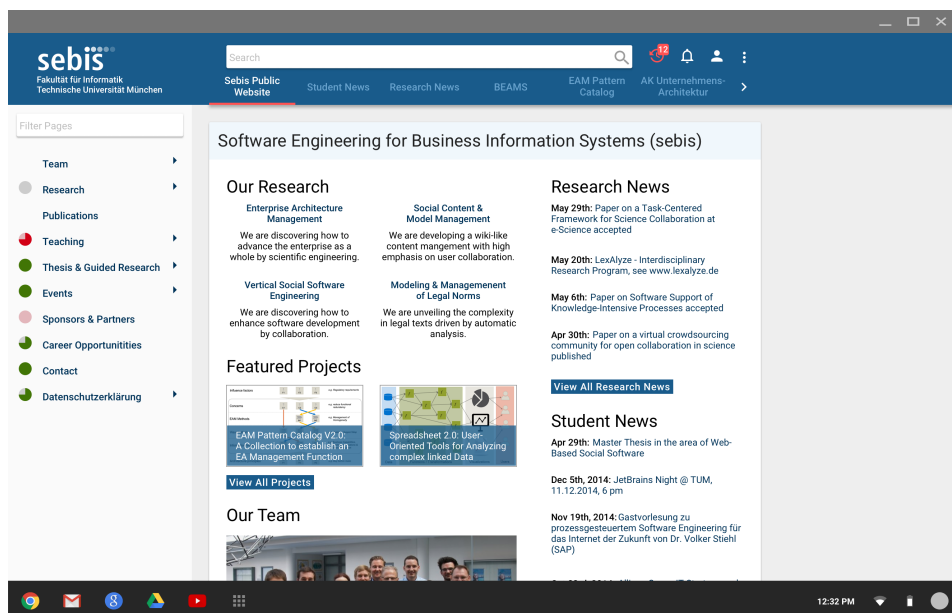 sebis
Fakultät für Informatik
Technische Universität München
Search
12
Sebis Public
Website
Student News
Research News
BEAMS
EAM Pattern
Catalog
AK Unternehmens-
Architektur
Filter Pages
Team
Research
Publications
Teaching
Thesis & Guided Research
Events
Sponsors & Partners
Career Opportunitities
Contact
Datenschutzerklärung
Software Engineering for Business Information Systems (sebis)
Our Research
Enterprise Architecture
Management
We are discovering how to
advance the enterprise as a
whole by scientific engineering.
Social Content &
Model Management
We are developing a wiki-like
content mangement with high
emphasis on user collaboration.
Vertical Social Software
Engineering
We are discovering how to
enhance software development
by collaboration.
Modeling & Managemenent
of Legal Norms
We are unveiling the complexity
in legal texts driven by automatic
analysis.
Featured Projects
EAM Pattern Catalog V2.0:
A Collection to establish an
EA Management Function
Spreadsheet 2.0: User-
Oriented Tools for Analyzing
complex linked Data
View All Projects
Our Team
Research News
May 29th: Paper on a Task-Centered
Framework for Science Collaboration at
e-Science accepted
May 20th: LexAlyze - Interdisciplinary
Research Program, see www.lexalyze.de
May 6th: Paper on Software Support of
Knowledge-Intensive Processes accepted
Apr 30th: Paper on a virtual crowdsourcing
community for open collaboration in science
published
View All Research News
Student News
Apr 29th: Master Thesis in the area of Web-
Based Social Software
Dec 5th, 2014: JetBrains Night @ TUM,
11.12.2014, 6 pm
Nov 19th, 2014: Gastvorlesung zu
prozessgesteuertem Software Engineering für
das Internet der Zukunft von Dr. Volker Stiehl
(SAP)
12:32 PM